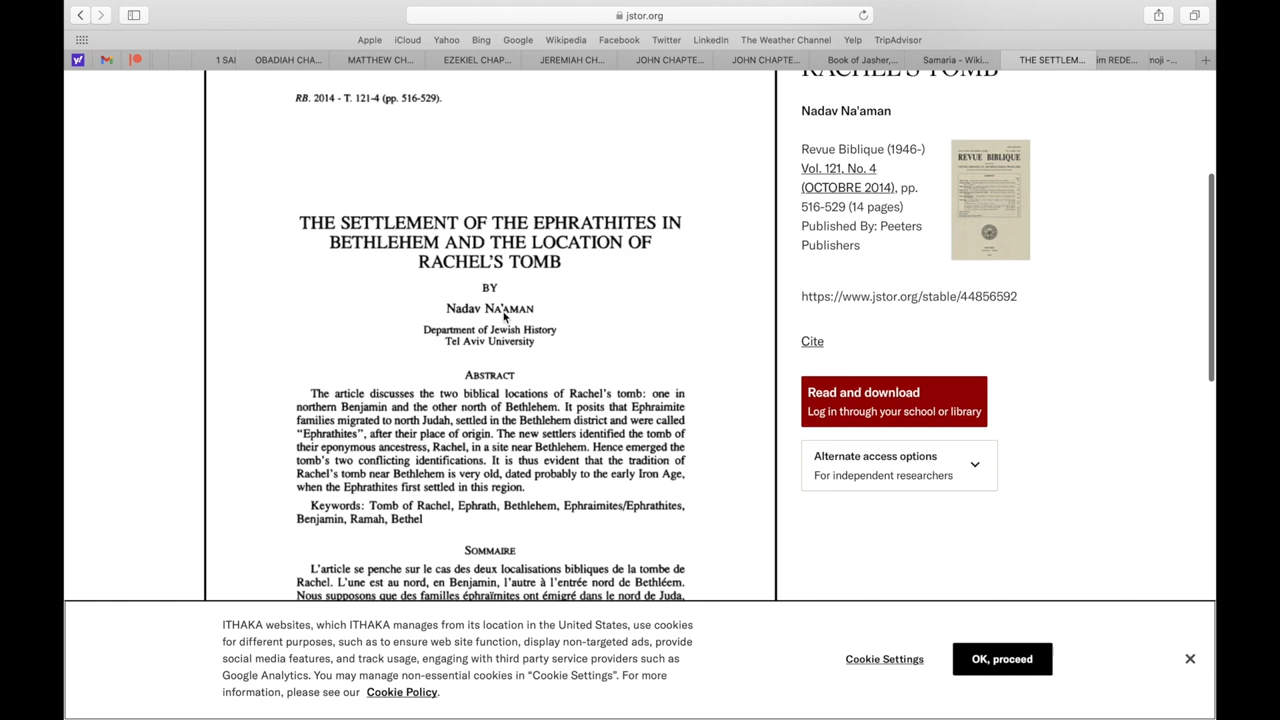 jstor.org
Apple iCloud Yahoo Bing Google Wikipedia Facebook Twitter LinkedIn The Weather Channel Yelp TripAdvisor
1 SAI OBADIAH CHA... MATTHEW CH... EZEKIEL CHAP... JEREMIAH CH... JOHN CHAPTE... JOHN CHAPTE... Book of Jasher,... Samaria - Wiki... THE SETTLEM... im REDE... moji -...
RB. 2014 - T. 121-4 (pp. 516-529).
THE SETTLEMENT OF THE EPHRATHITES IN
BETHLEHEM AND THE LOCATION OF
RACHEL'S TOMB
BY
Nadav NA'AMAN
Department of Jewish History
Tel Aviv University
ABSTRACT
The article discusses the two biblical locations of Rachel's tomb: one in
northern Benjamin and the other north of Bethlehem. It posits that Ephraimite
families migrated to north Judah, settled in the Bethlehem district and were called
"Ephrathites", after their place of origin. The new settlers identified the tomb of
their eponymous ancestress, Rachel, in a site near Bethlehem. Hence emerged the
tomb's two conflicting identifications. It is thus evident that the tradition of
Rachel's tomb near Bethlehem is very old, dated probably to the early Iron Age,
when the Ephrathites first settled in this region.
Keywords: Tomb of Rachel, Ephrath, Bethlehem, Ephraimites/Ephrathites,
Benjamin, Ramah, Bethel
SOMMAIRE
L'article se penche sur le cas des deux localisations bibliques de la tombe de
Rachel. L'une est au nord, en Benjamin, l'autre à l'entrée nord de Bethléem.
Nous supposons que des familles éphraïmites ont émigré dans le nord de Juda,
RACHEL'S TOMB
Nadav Na'aman
Revue Biblique (1946-)
Vol. 121, No. 4
(OCTOBRE 2014), pp.
516-529 (14 pages)
Published By: Peeters
Publishers
REVUE BIBLIQUE
https://www.jstor.org/stable/44856592
Cite
Read and download
Log in through your school or library
Alternate access options
For independent researchers
ITHAKA websites, which ITHAKA manages from its location in the United States, use cookies
for different purposes, such as to ensure web site function, display non-targeted ads, provide
social media features, and track usage, engaging with third party service providers such as
Google Analytics. You may manage non-essential cookies in "Cookie Settings". For more
information, please see our Cookie Policy.
Cookie Settings
OK, proceed